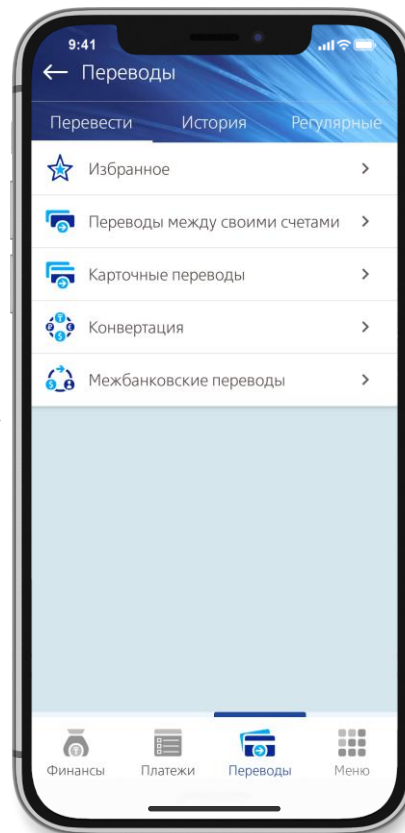 9:41
Переводы
Перевести История Регулярные
Избранное
Переводы между своими счетами
Карточные переводы
Конвертация
Межбанковские переводы
Финансы Платежи Переводы Меню